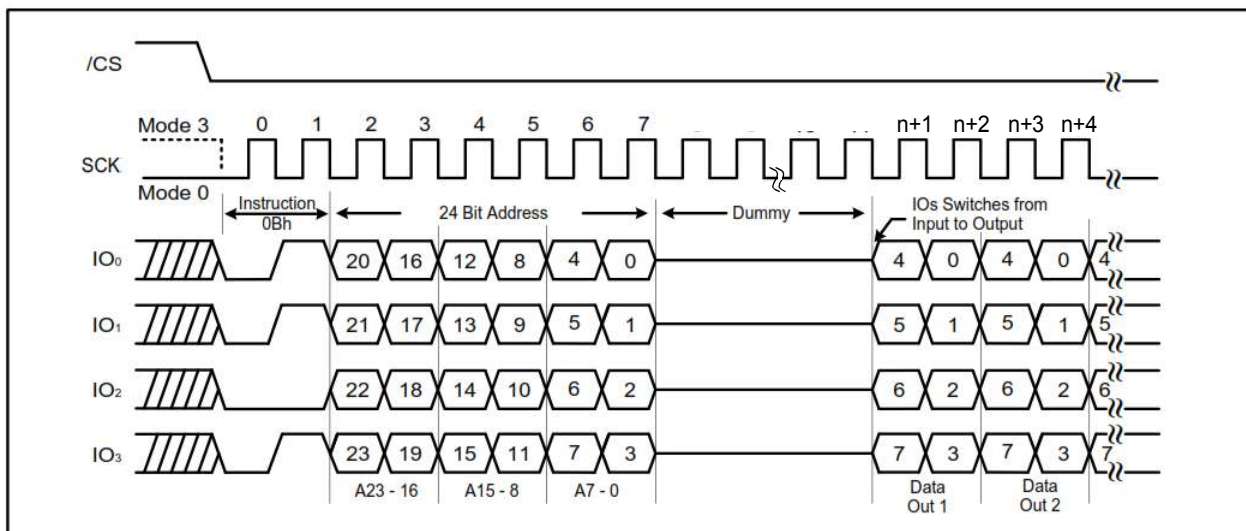 /CS
Mode 3
0 1 2 3 4 5 6 7 n+1 n+2 n+3 n+4
SCK
Mode 0
Instruction
0Bh
24 Bit Address
Dummy
IOs Switches from
Input to Output
IO₀
20 16 12 8 4 0 4 0 4 0 4
IO₁
21 17 13 9 5 1 5 1 5 1 5
IO₂
22 18 14 10 6 2 6 2 6 2 6
IO₃
23 19 15 11 7 3 7 3 7 3 7
A23 - 16 A15 - 8 A7 - 0
Data
Out 1
Data
Out 2